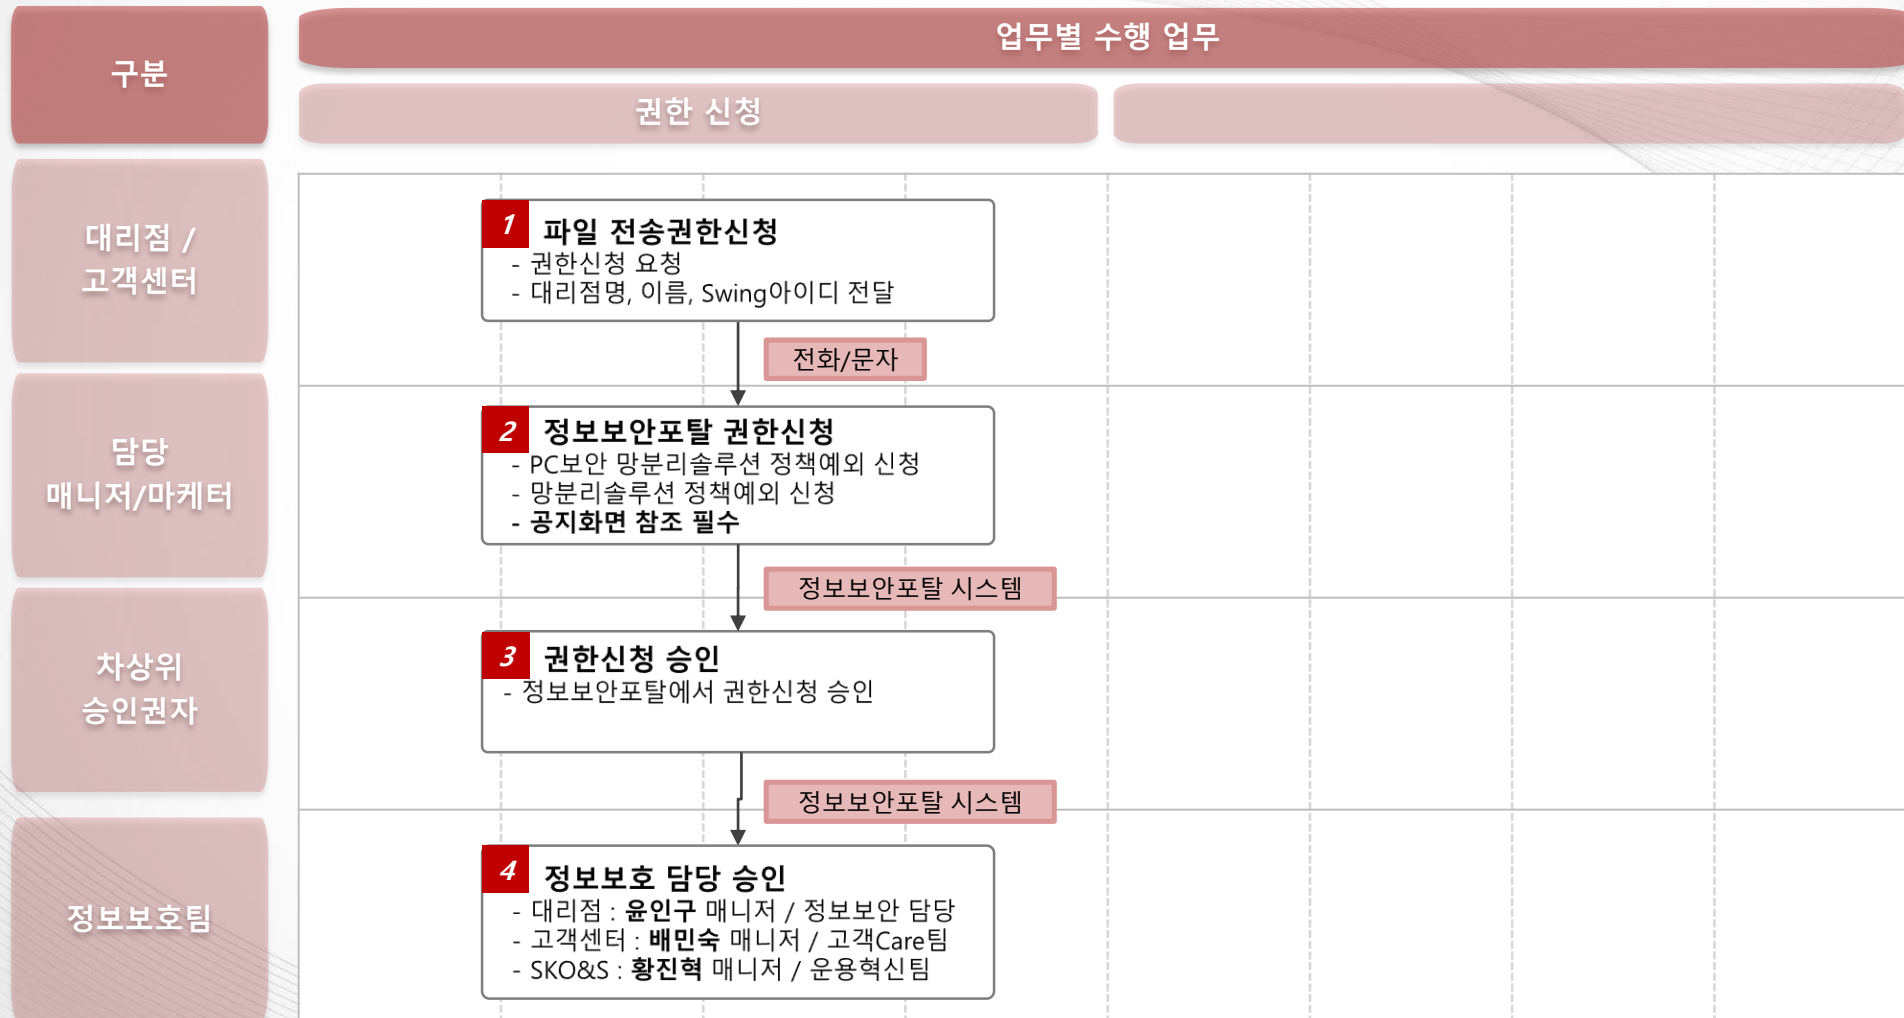 구분
업무별 수행 업무
권한 신청
대리점 /
고객센터
1 파일 전송권한신청
- 권한신청 요청
- 대리점명, 이름, Swing아이디 전달
전화/문자
담당
매니저/마케터
2 정보보안포탈 권한신청
- PC보안 망분리솔루션 정책예외 신청
- 망분리솔루션 정책예외 신청
- 공지화면 참조 필수
정보보안포탈 시스템
차상위
승인권자
3 권한신청 승인
- 정보보안포탈에서 권한신청 승인
정보보안포탈 시스템
정보보호팀
4 정보보호 담당 승인
- 대리점 : 윤인구 매니저 / 정보보안 담당
- 고객센터 : 배민숙 매니저 / 고객Care팀
- SKO&S : 황진혁 매니저 / 운용혁신팀